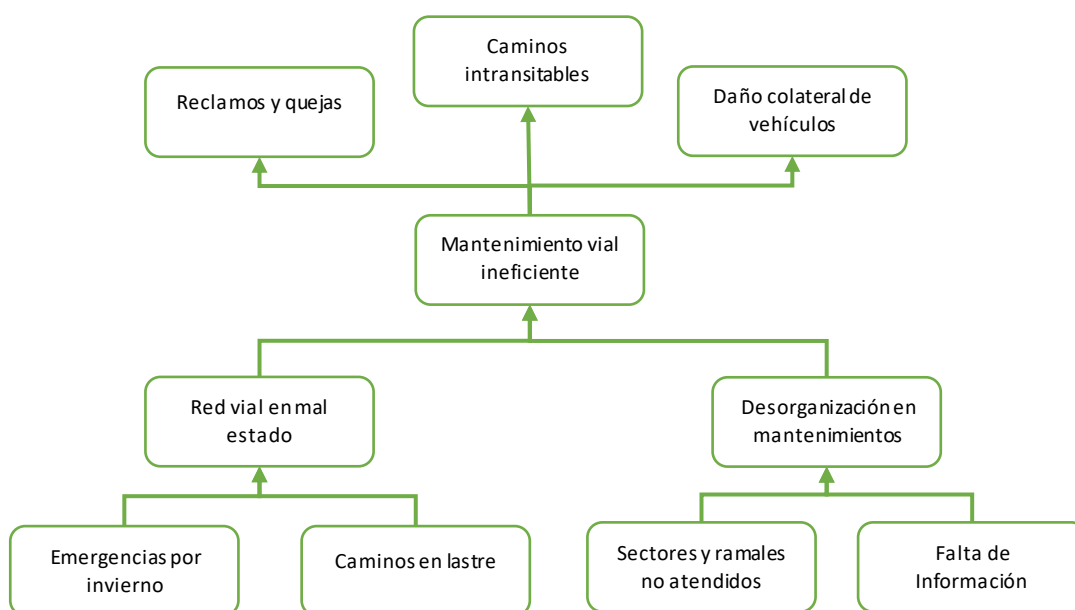 Caminos
intransitables
Reclamos y quejas
Daño colateral de
vehículos
Mantenimiento vial
ineficiente
Red vial en mal
estado
Desorganización en
mantenimientos
Emergencias por
invierno
Caminos en lastre
Sectores y ramales
no atendidos
Falta de
Información